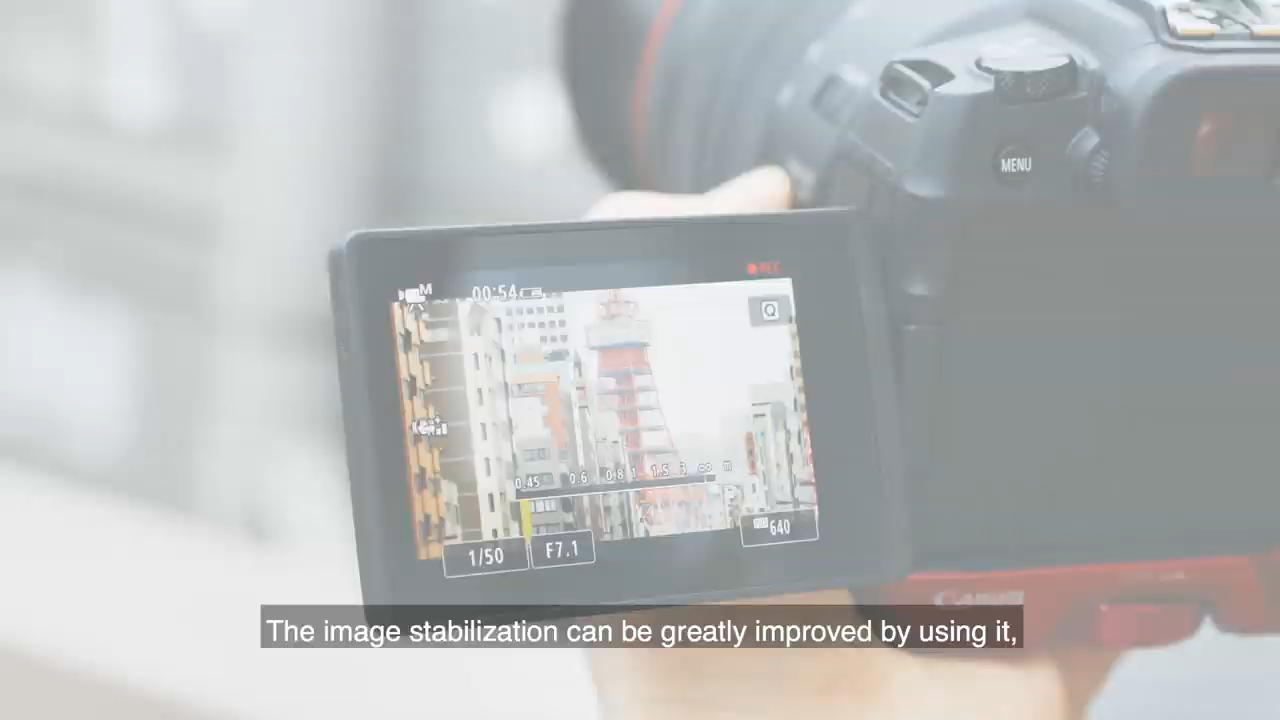 MENU
REC
M
00:54
Q
0.45 0.6 0.8 1 1.5 3 ∞ m
1/50
F7.1
640
Canon
The image stabilization can be greatly improved by using it,